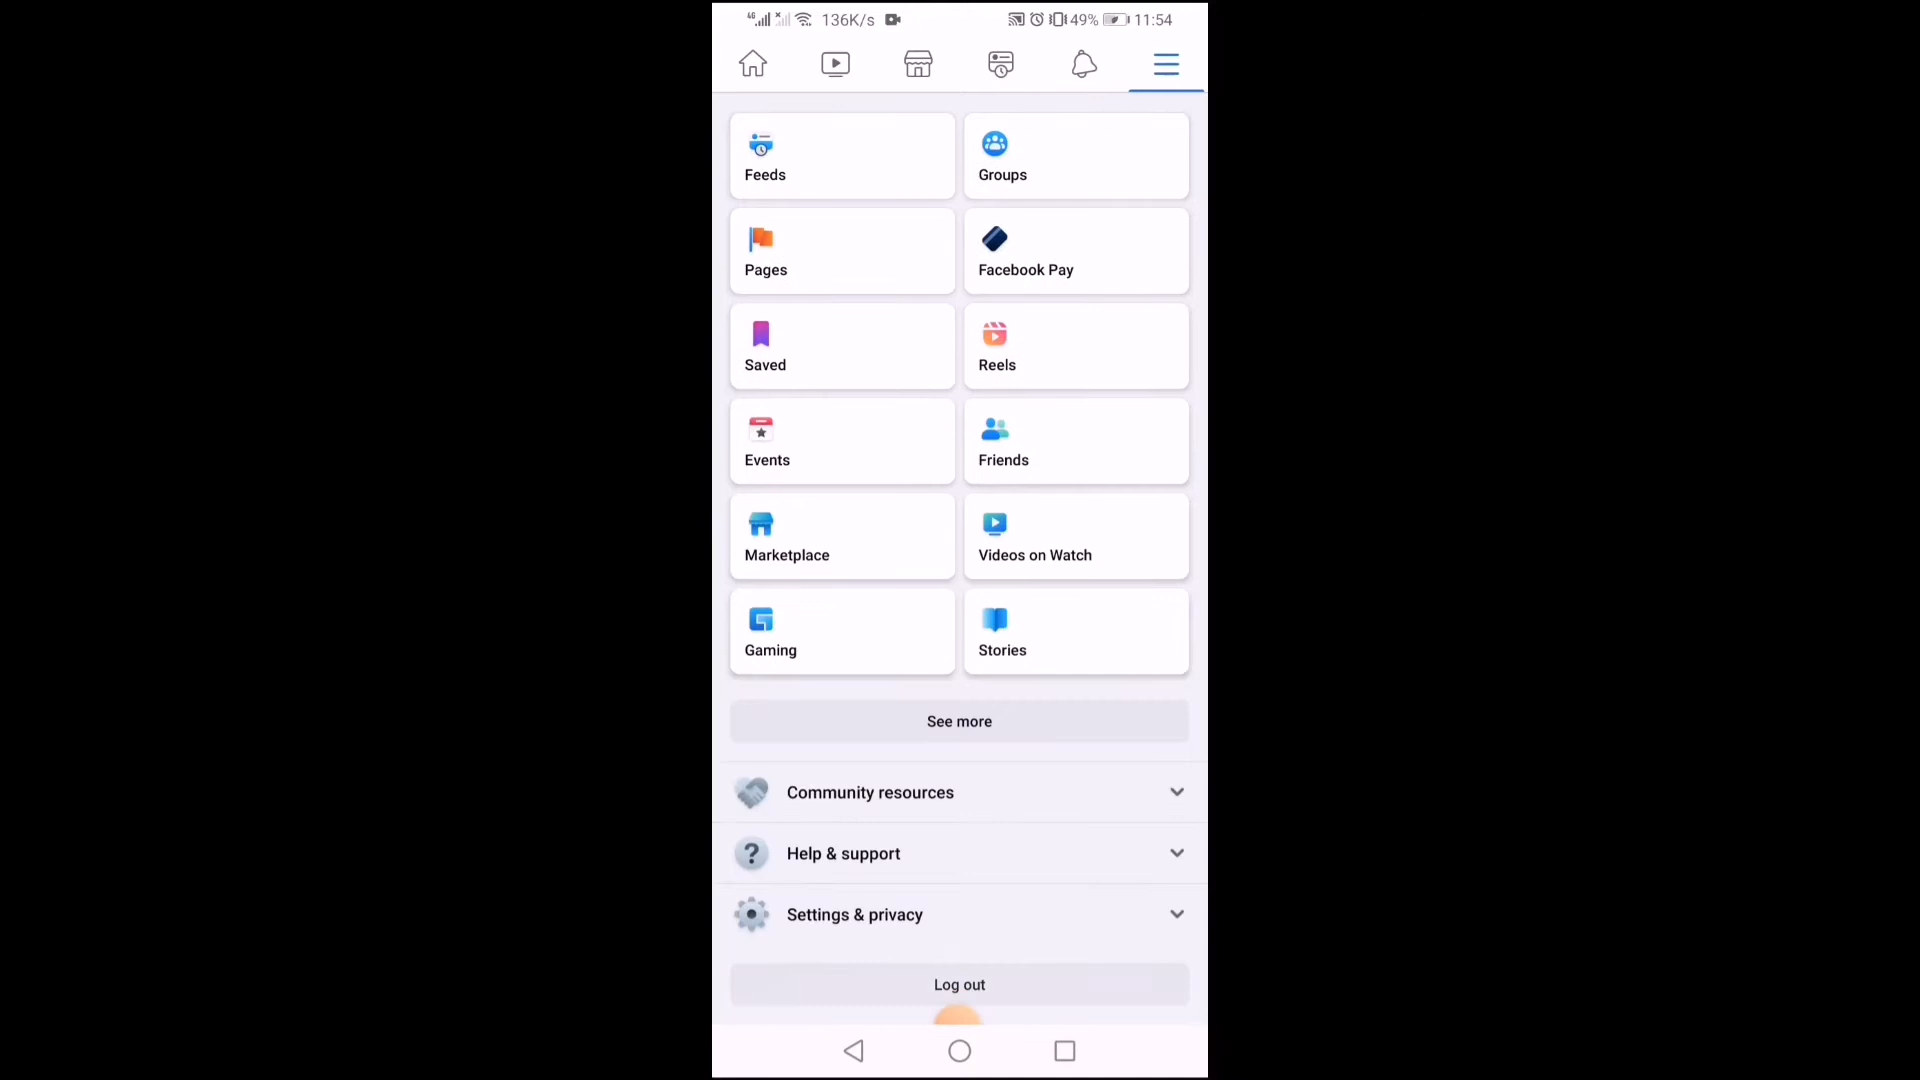 4G 136K/s 49% 11:54
Feeds
Groups
Pages
Facebook Pay
Saved
Reels
Events
Friends
Marketplace
Videos on Watch
Gaming
Stories
See more
Community resources
? Help & support
Settings & privacy
Log out